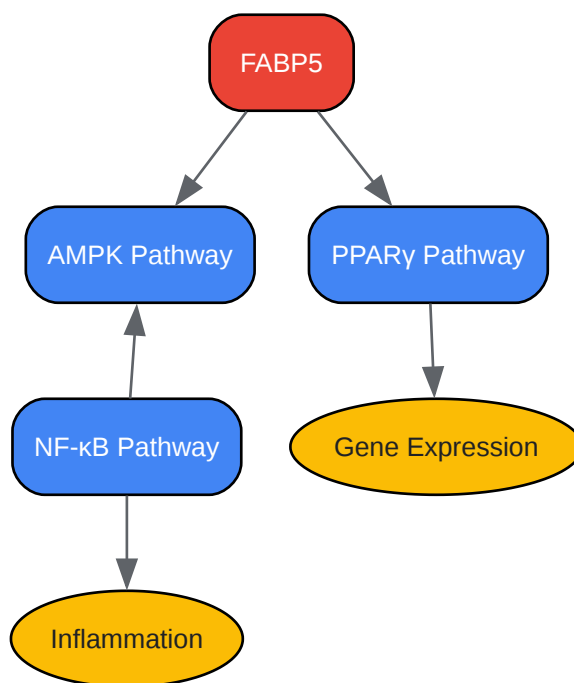 FABP5
AMPK Pathway
PPARγ Pathway
NF-κB Pathway
Gene Expression
Inflammation